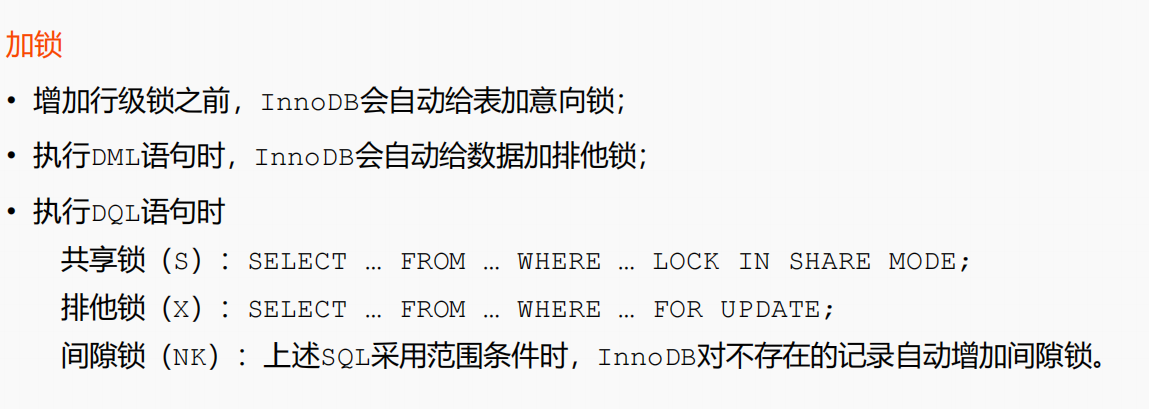 加锁
• 增加行级锁之前，InnoDB会自动给表加意向锁；
• 执行DML语句时，InnoDB会自动给数据加排他锁；
• 执行DQL语句时
共享锁（S）：SELECT … FROM … WHERE … LOCK IN SHARE MODE;
排他锁（X）：SELECT … FROM … WHERE … FOR UPDATE;
间隙锁（NK）：上述SQL采用范围条件时，InnoDB对不存在的记录自动增加间隙锁。